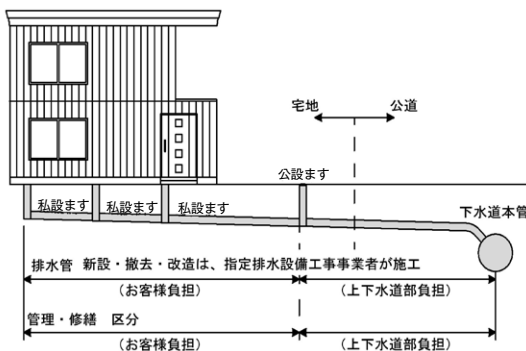 宅地 公道
公設ます
私設ます 私設ます 私設ます
下水道本管
排水管 新設・撤去・改造は、指定排水設備工事事業者が施工
(お客様負担) (上下水道部負担)
管理・修繕 区分
(お客様負担) (上下水道部負担)